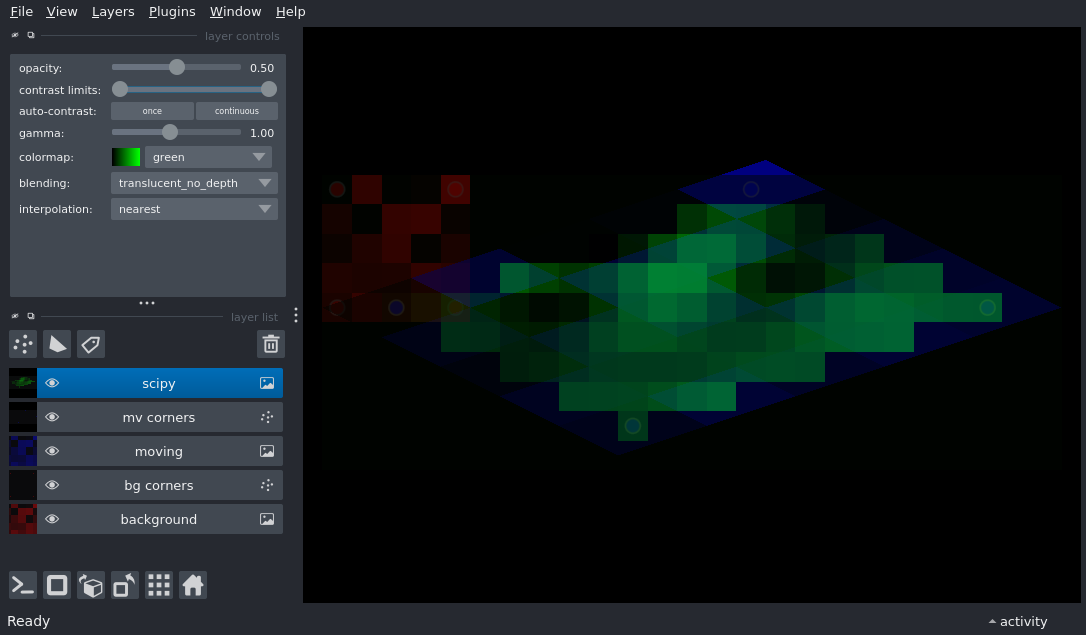 File View Layers Plugins Window Help
layer controls
opacity: 0.50
contrast limits:
auto-contrast: once continuous
gamma: 1.00
colormap: green
blending: translucent_no_depth
interpolation: nearest
layer list
scipy
mv corners
moving
bg corners
background
Ready activity